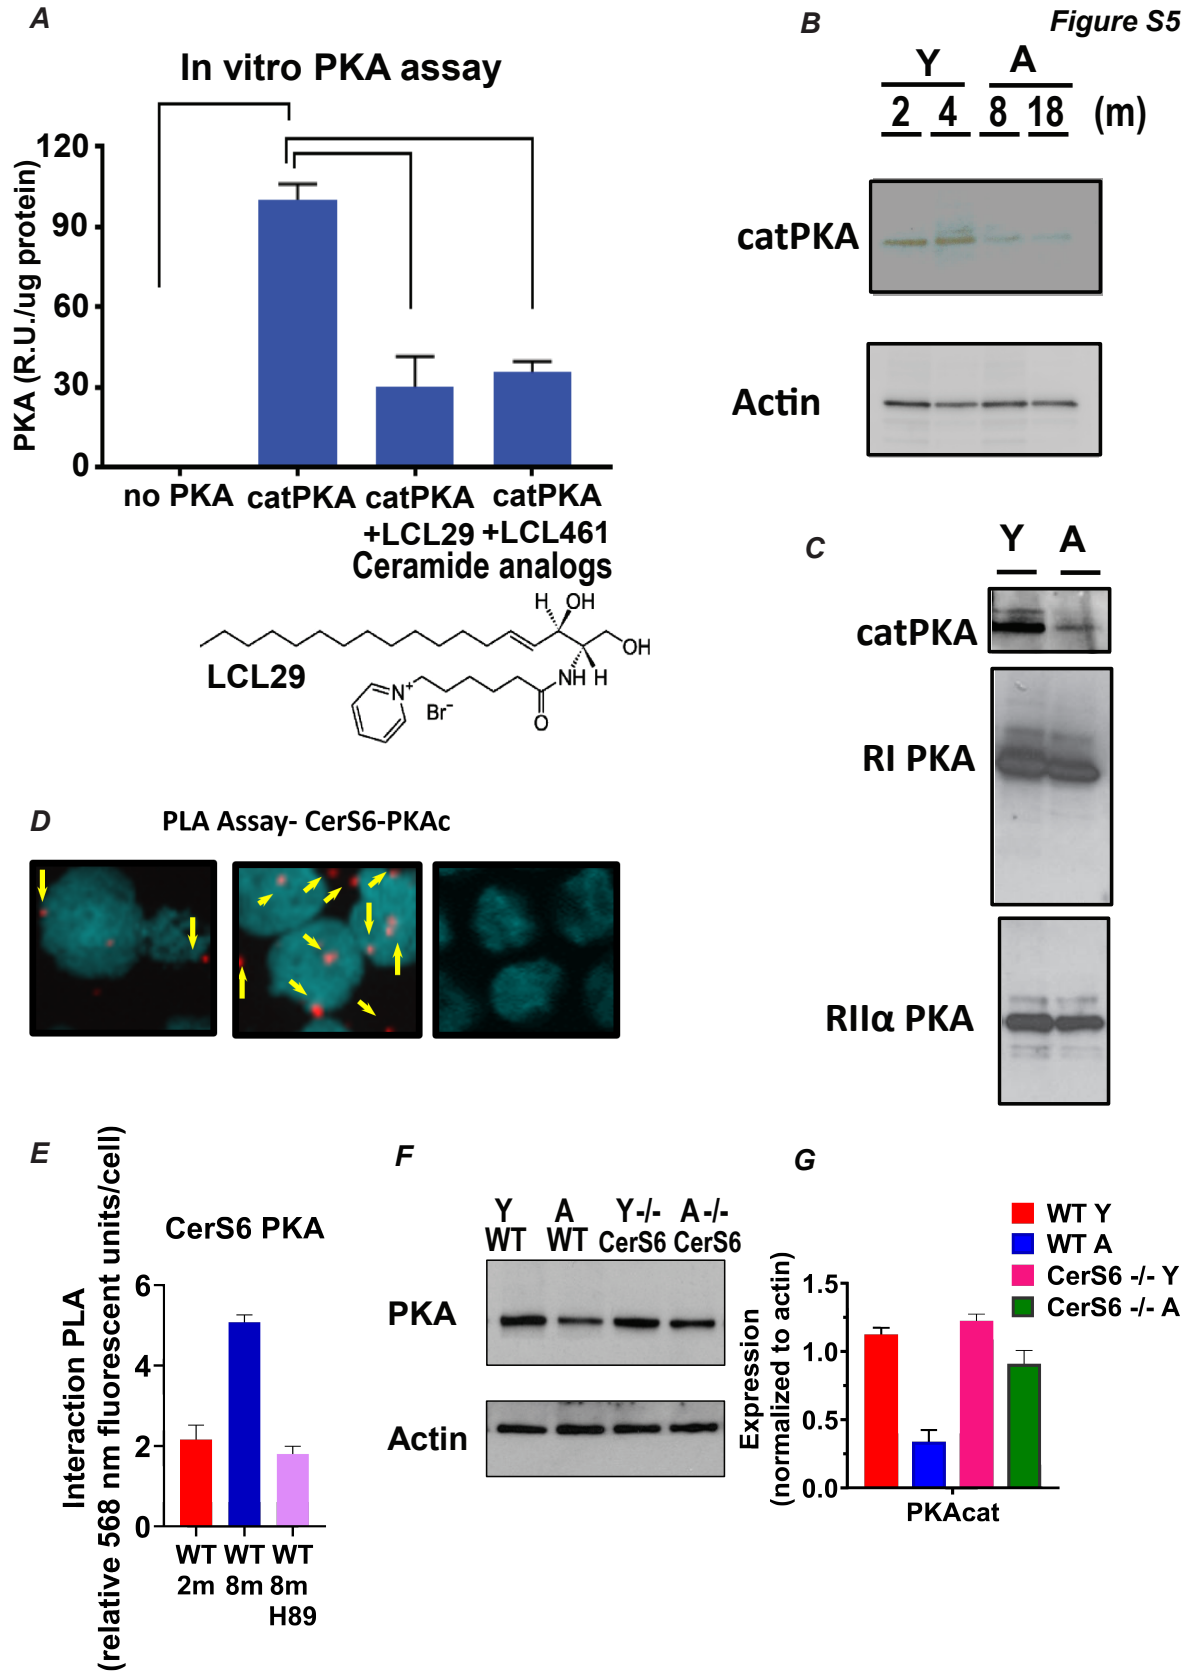 A
In vitro PKA assay
PKA (R.U./ug protein)
120
90
60
30
0
no PKA catPKA catPKA catPKA
+LCL29 +LCL461
Ceramide analogs
H OH
OH
NH H
O
N+
Br−
LCL29
B
Figure S5
Y A
2 4 8 18 (m)
catPKA
Actin
C
Y A
catPKA
RI PKA
RIIα PKA
D
PLA Assay- CerS6-PKAc
E
CerS6 PKA
Interaction PLA
(relative 568 nm fluorescent units/cell)
6
4
2
0
WT WT WT
2m 8m 8m
H89
F
Y A Y -/- A -/-
WT WT CerS6 CerS6
PKA
Actin
G
WT Y
WT A
CerS6 -/- Y
CerS6 -/- A
Expression
(normalized to actin)
1.5
1.0
0.5
0.0
PKAcat